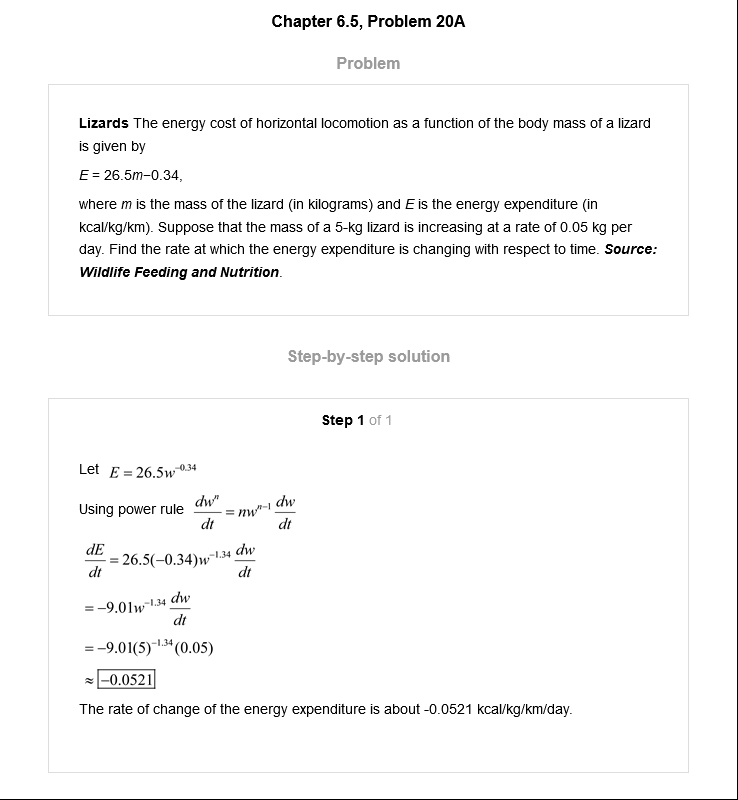 Chapter 6.5, Problem 20A
Problem
Lizards The energy cost of horizontal locomotion as a function of the body mass of a lizard
is given by
E = 26.5m−0.34,
where m is the mass of the lizard (in kilograms) and E is the energy expenditure (in
kcal/kg/km). Suppose that the mass of a 5-kg lizard is increasing at a rate of 0.05 kg per
day. Find the rate at which the energy expenditure is changing with respect to time. Source:
Wildlife Feeding and Nutrition.
Step-by-step solution
Step 1 of 1
Let E = 26.5w^−0.34
Using power rule dw^n/dt = nw^n−1 dw/dt
dE/dt = 26.5(−0.34)w^−1.34 dw/dt
= −9.01w^−1.34 dw/dt
= −9.01(5)^−1.34(0.05)
≈ −0.0521
The rate of change of the energy expenditure is about -0.0521 kcal/kg/km/day.